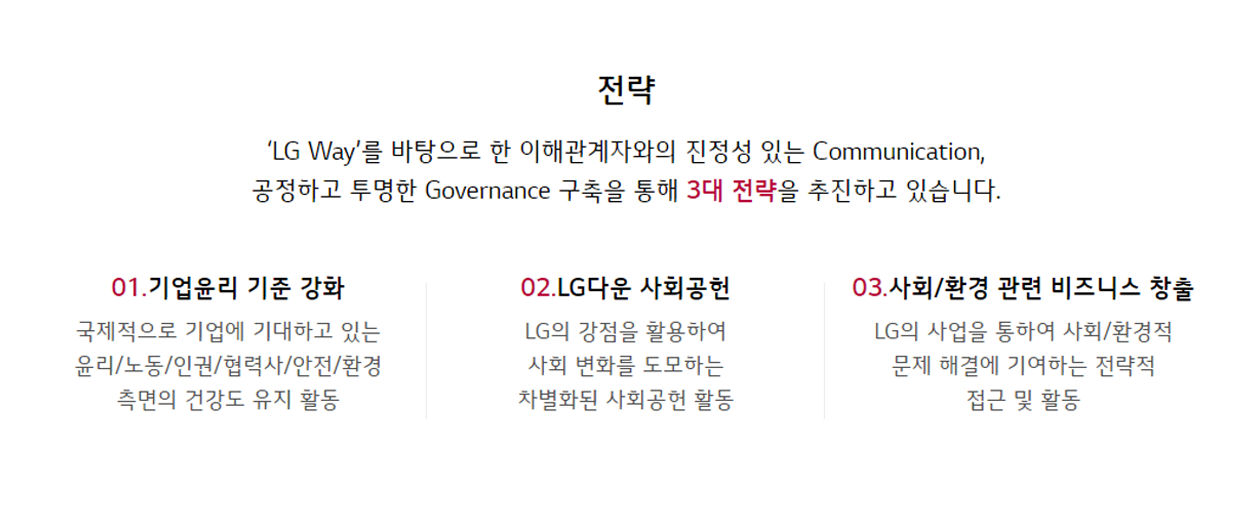 전략
‘LG Way’를 바탕으로 한 이해관계자와의 진정성 있는 Communication,
공정하고 투명한 Governance 구축을 통해 3대 전략을 추진하고 있습니다.
01.기업윤리 기준 강화
국제적으로 기업에 기대하고 있는
윤리/노동/인권/협력사/안전/환경
측면의 건강도 유지 활동
02.LG다운 사회공헌
LG의 강점을 활용하여
사회 변화를 도모하는
차별화된 사회공헌 활동
03.사회/환경 관련 비즈니스 창출
LG의 사업을 통하여 사회/환경적
문제 해결에 기여하는 전략적
접근 및 활동